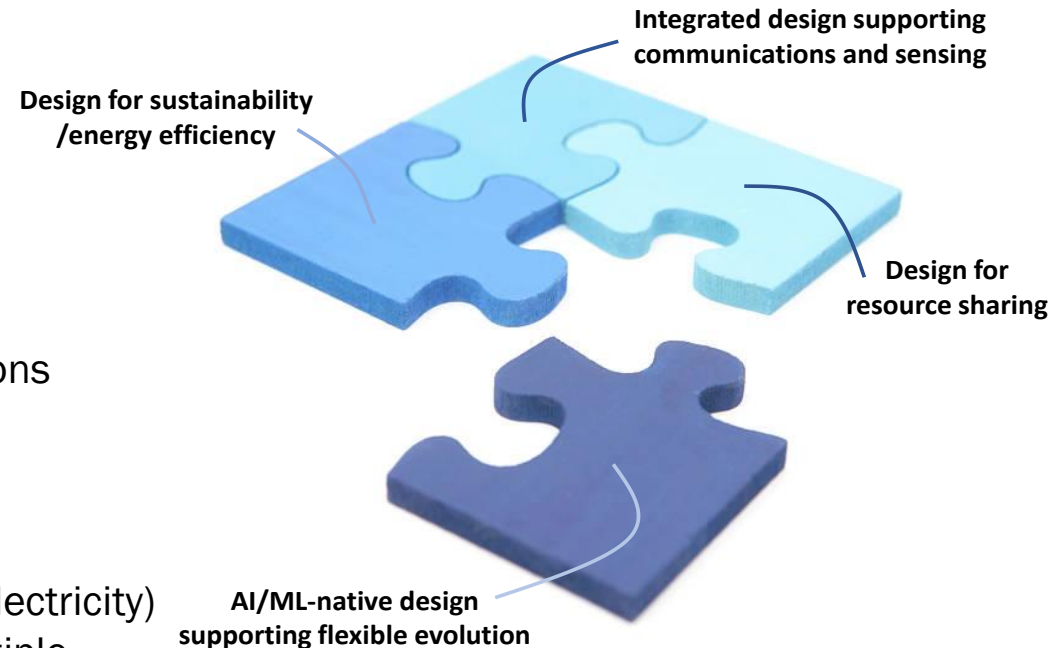 Integrated design supporting
communications and sensing
Design for sustainability
/energy efficiency
Design for
resource sharing
AI/ML-native design
supporting flexible evolution